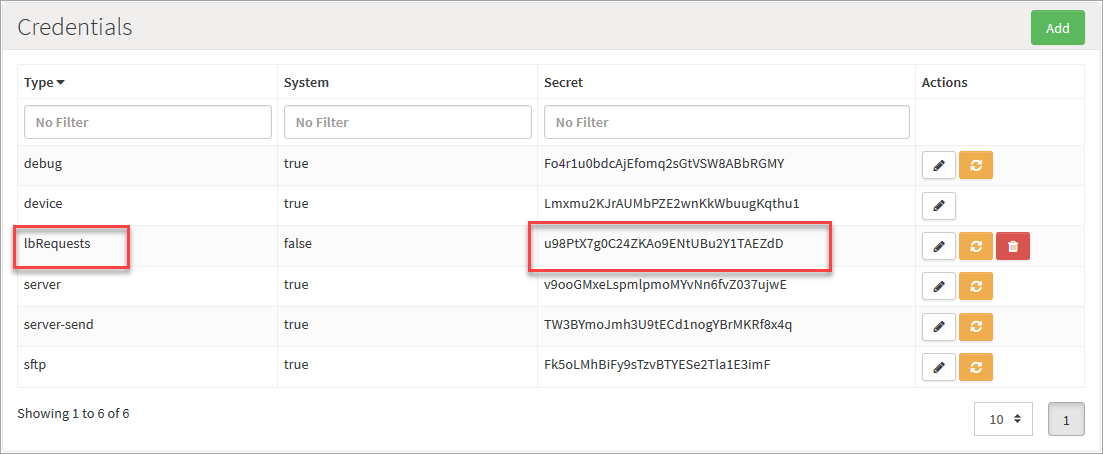 Credentials
Add
Type System Secret Actions
No Filter No Filter No Filter
debug true Fo4r1u0bdcAjEfomq2sGtVSW8ABbRGMY
device true Lmxmu2KJrAUMbPZE2wnKkWbuugKqthu1
lbRequests false u98PtX7g0C24ZKAo9ENtUBu2Y1TAEZdD
server true v9ooGMxeLspmlpmoMYvNn6fvZ037ujwE
server-send true TW3BYmoJmh3U9tECd1nogYBrMKRf8x4q
sftp true Fk5oLMhBiFy9sTzvBTYESe2Tla1E3imF
Showing 1 to 6 of 6
10 1